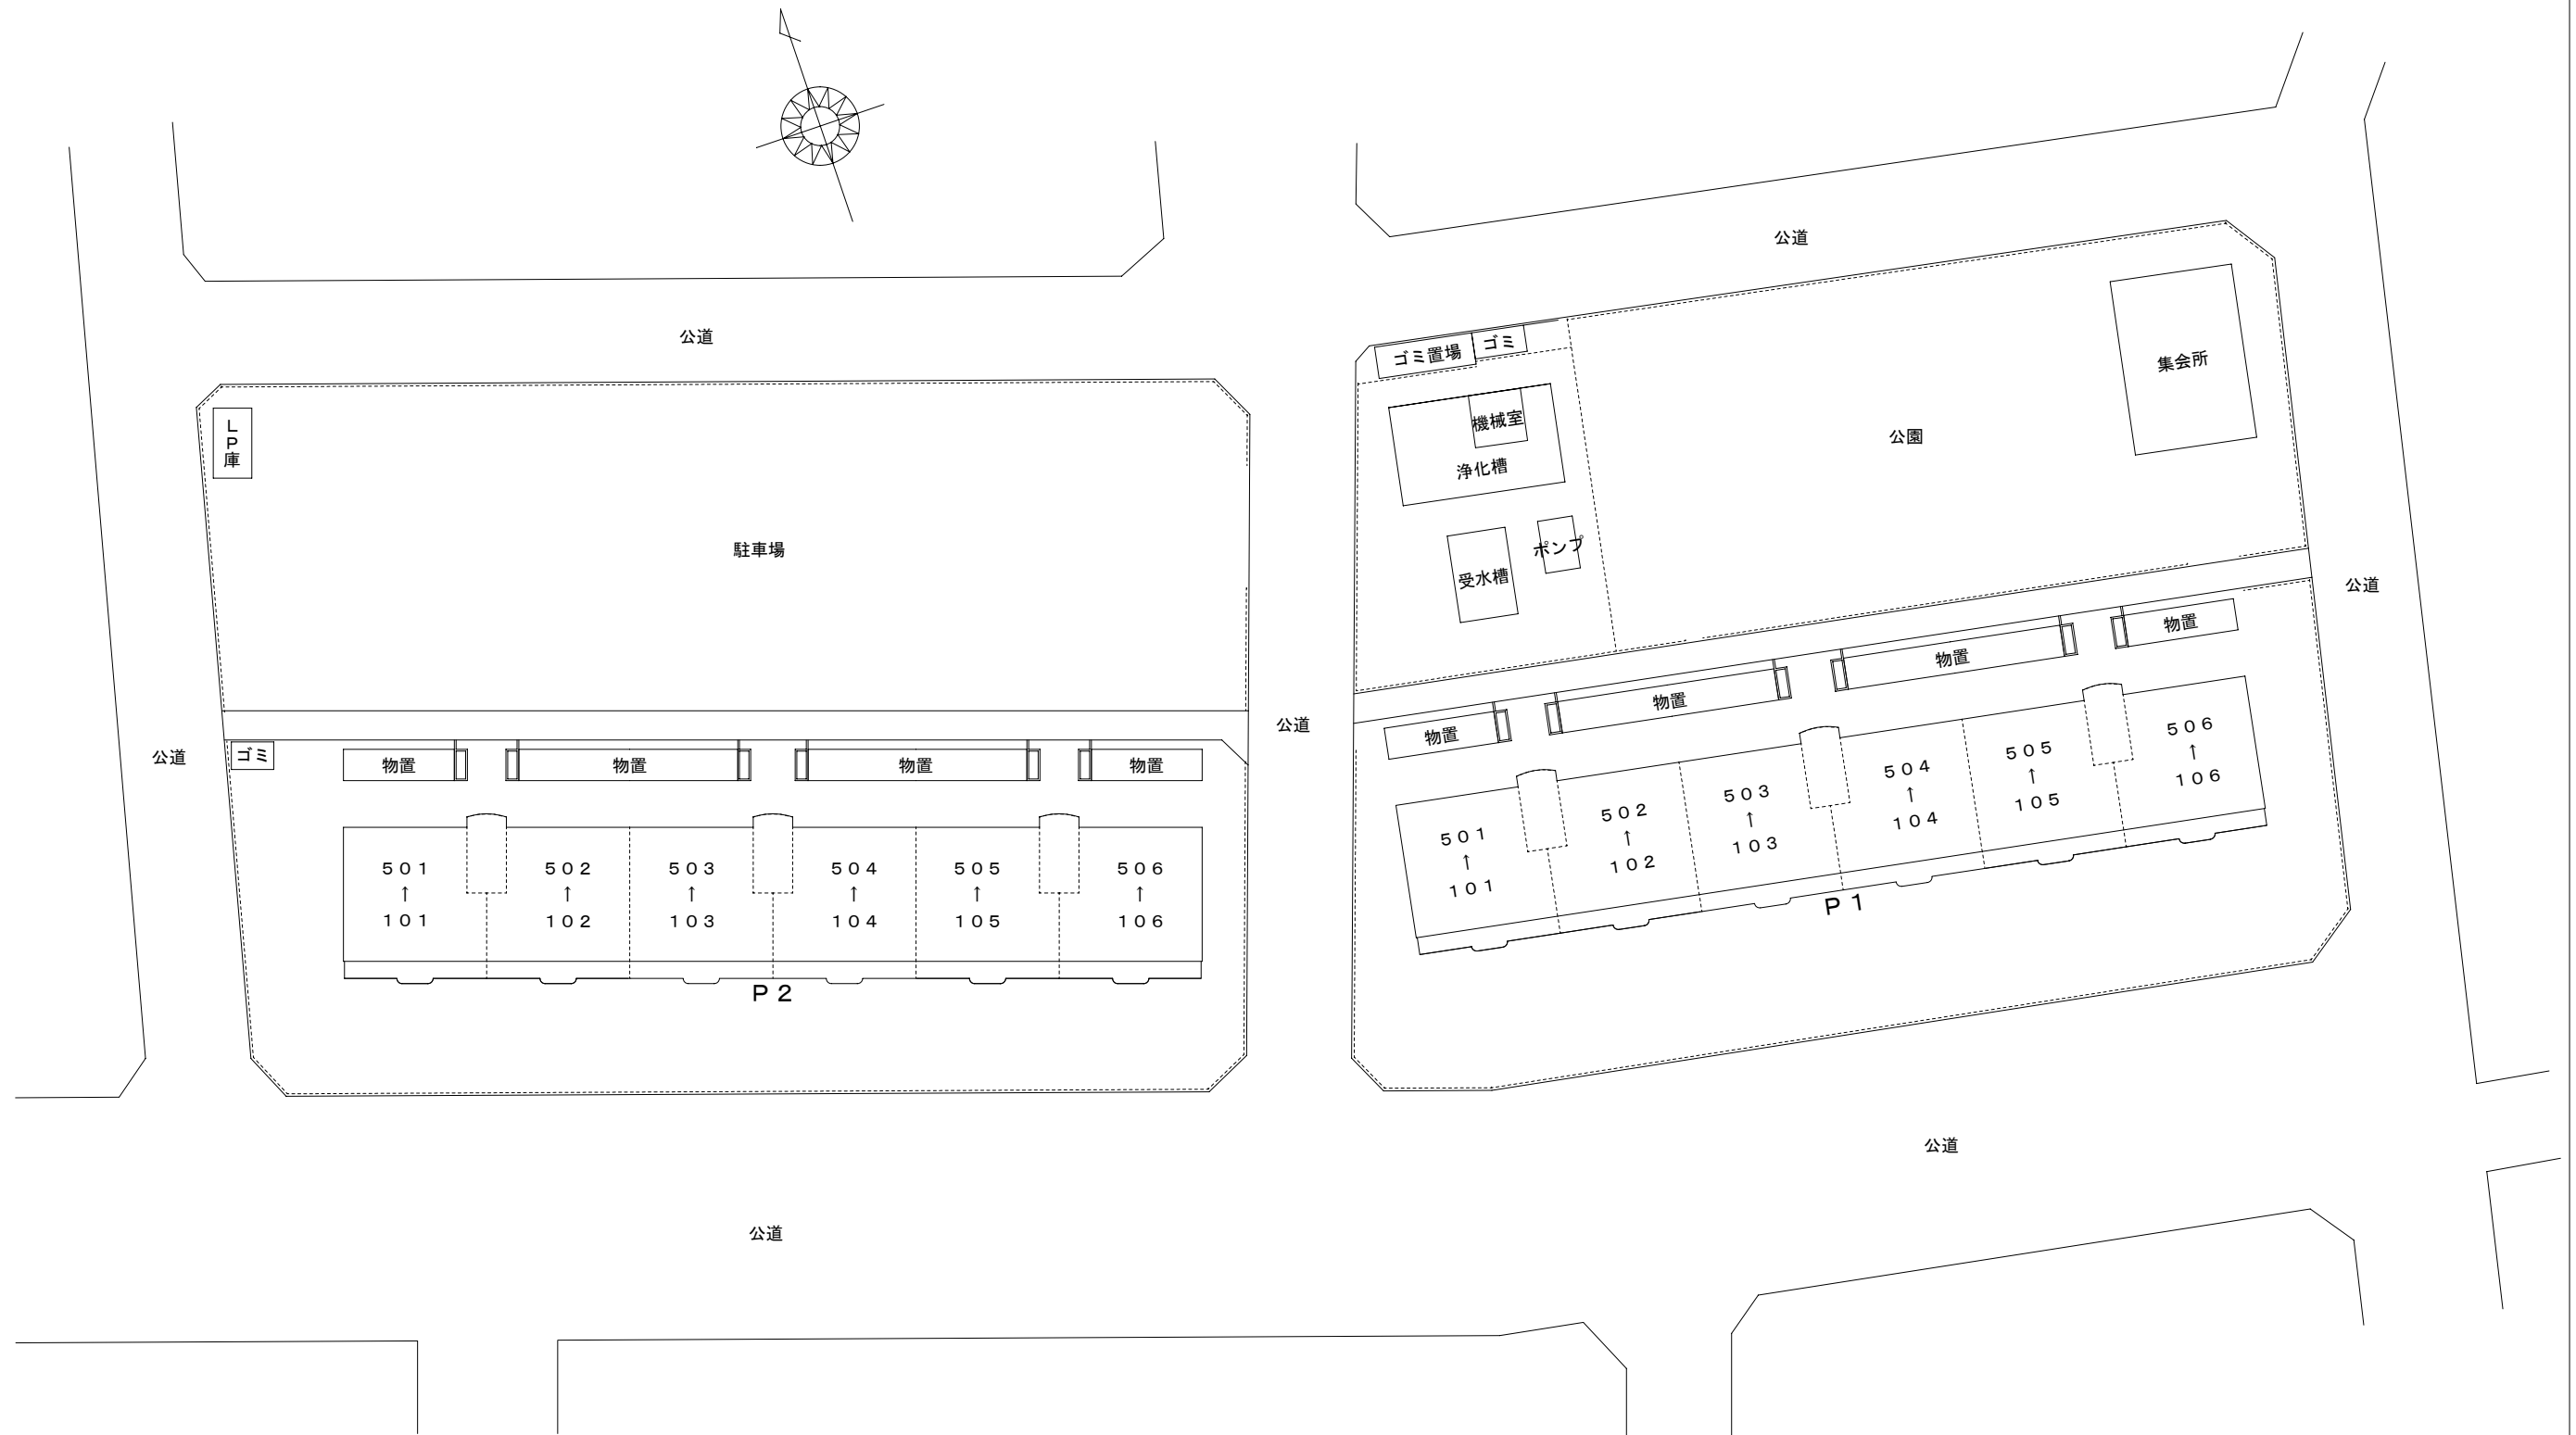 公道
公道
ゴミ置場
ゴミ
集会所
LP庫
機械室
浄化槽
公園
駐車場
ポンプ
受水槽
公道
公道
公道
ゴミ
物置
物置
物置
物置
物置
物置
物置
物置
501
↑
101
502
↑
102
503
↑
103
504
↑
104
505
↑
105
506
↑
106
P2
501
↑
101
502
↑
102
503
↑
103
504
↑
104
505
↑
105
506
↑
106
P1
公道
公道